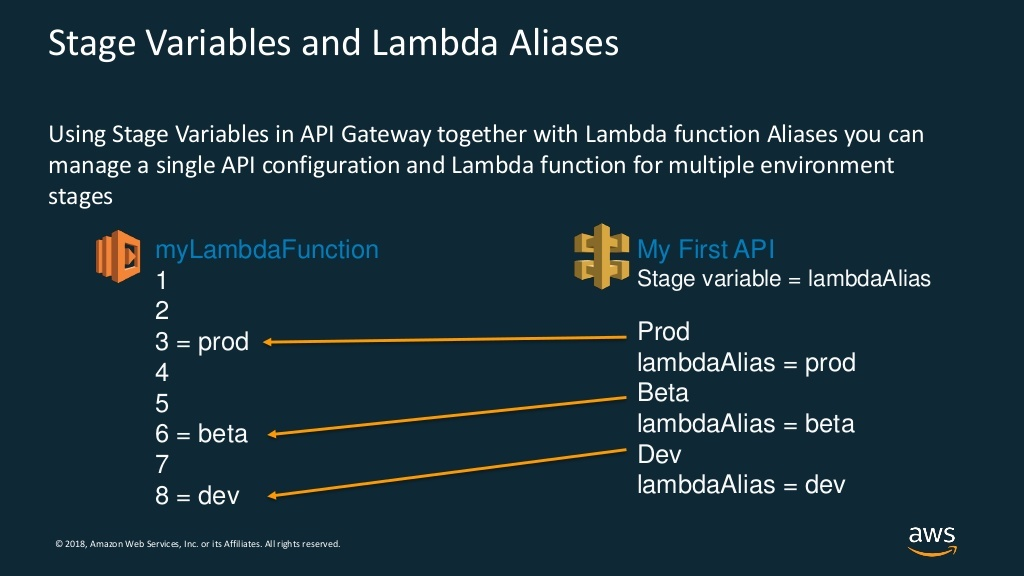 Stage Variables and Lambda Aliases
Using Stage Variables in API Gateway together with Lambda function Aliases you can
manage a single API configuration and Lambda function for multiple environment
stages
myLambdaFunction
1
2
3 = prod
4
5
6 = beta
7
8 = dev
My First API
Stage variable = lambdaAlias
Prod
lambdaAlias = prod
Beta
lambdaAlias = beta
Dev
lambdaAlias = dev
© 2018, Amazon Web Services, Inc. or its Affiliates. All rights reserved.
aws